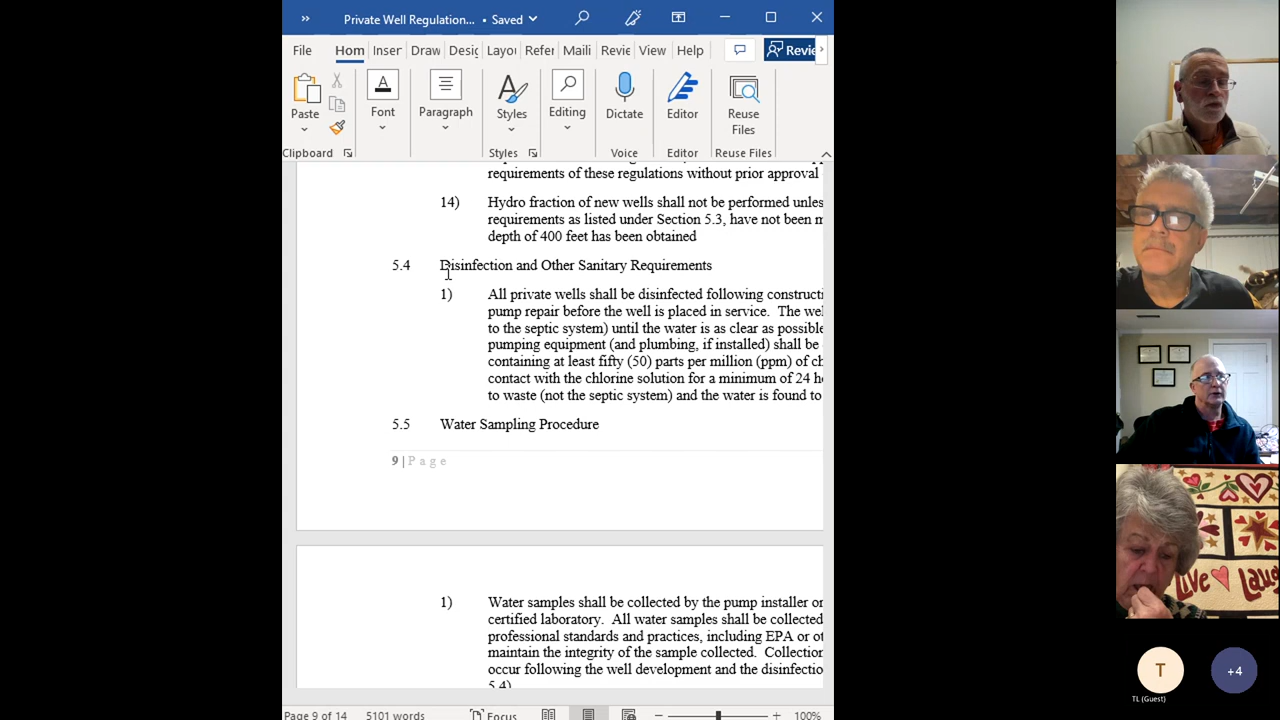 » Private Well Regulation... • Saved
File Hom Inser Draw Desig Layou Refer Maili Revie View Help Revie
Paste Font Paragraph Styles Editing Dictate Editor Reuse Files
Clipboard Styles Voice Editor Reuse Files
requirements of these regulations without prior approval
14) Hydro fraction of new wells shall not be performed unles
requirements as listed under Section 5.3, have not been m
depth of 400 feet has been obtained
5.4 Disinfection and Other Sanitary Requirements
1) All private wells shall be disinfected following constructi
pump repair before the well is placed in service. The wel
to the septic system) until the water is as clear as possible
pumping equipment (and plumbing, if installed) shall be
containing at least fifty (50) parts per million (ppm) of ch
contact with the chlorine solution for a minimum of 24 h
to waste (not the septic system) and the water is found to
5.5 Water Sampling Procedure
9 | Page
1) Water samples shall be collected by the pump installer or
certified laboratory. All water samples shall be collected
professional standards and practices, including EPA or ot
maintain the integrity of the sample collected. Collection
occur following the well development and the disinfectio
5.4)
Page 9 of 14 5101 words Focus 100%
Live Laug
T +4
TL (Guest)